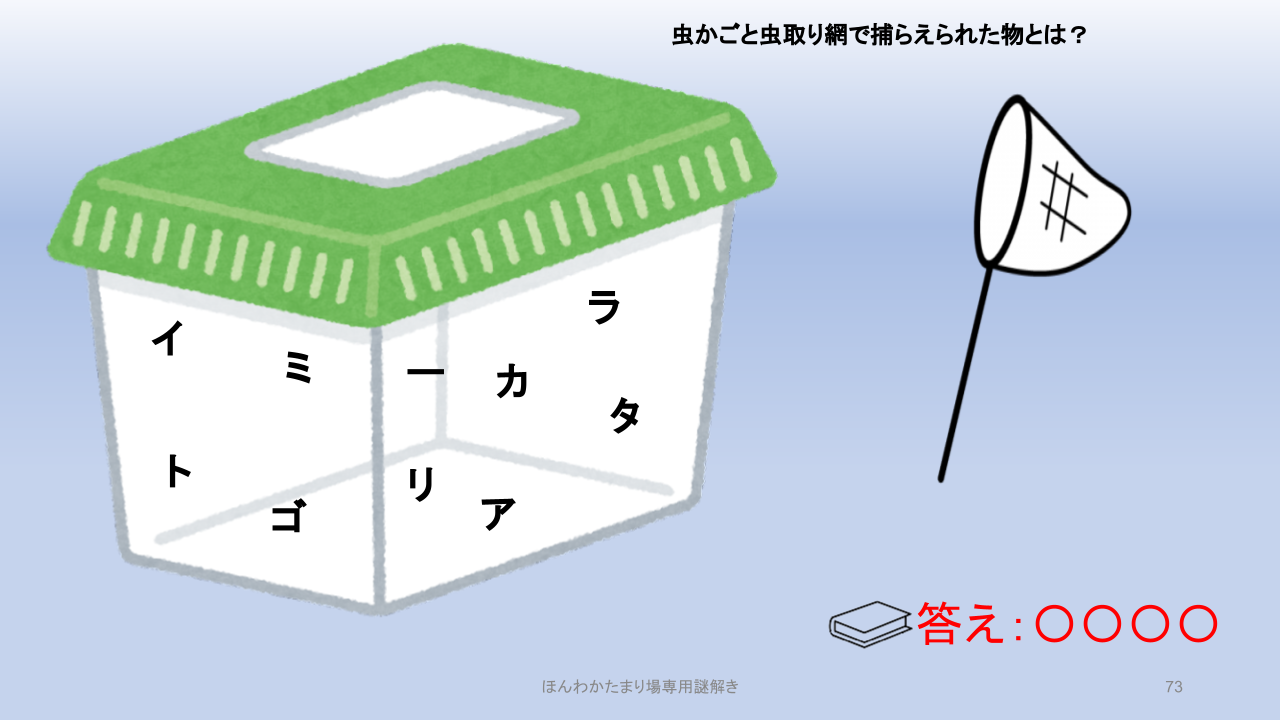 虫かごと虫取り網で捕らえられた物とは？
ラ
イ
ミ
ー
カ
タ
ト
リ
ゴ
ア
答え：〇〇〇〇
ほんわかたまり場専用謎解き
73